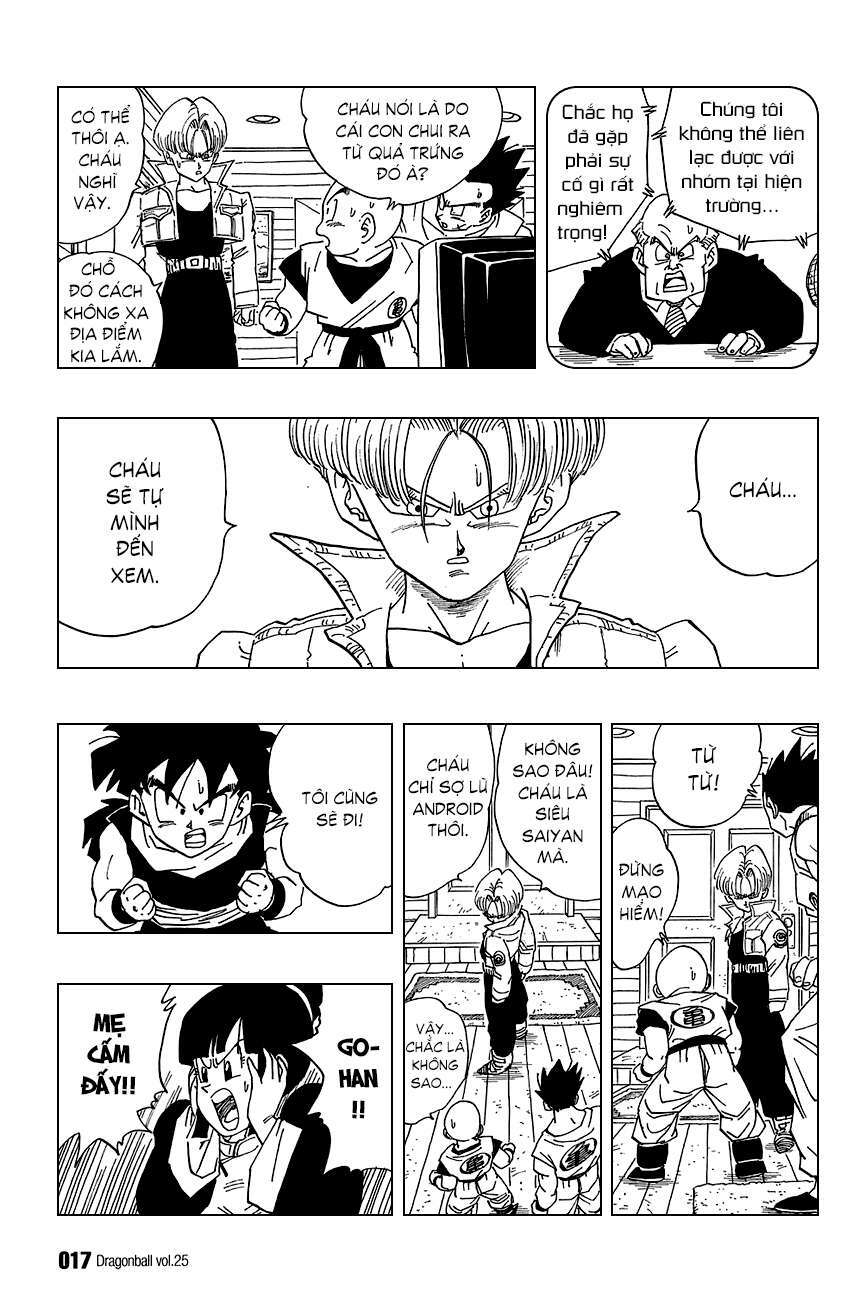 Chúng tôi
không thể liên
lạc được với
nhóm tại hiện
trường...
Chắc họ
đã gặp
phải sự
cố gì rất
nghiêm
trọng!
CHÁU NÓI LÀ DO
CÁI CON CHUI RA
TỪ QUẢ TRỨNG
ĐÓ À?
CÓ THỂ
THÔI Ạ.
CHÁU
NGHĨ
VẬY.
CHỖ
ĐÓ CÁCH
KHÔNG XA
ĐỊA ĐIỂM
KIA LẮM.
CHÁU...
CHÁU
SẼ TỰ
MÌNH
ĐẾN
XEM.
TỪ
TỪ!
ĐỪNG
MẠO
HIỂM!
KHÔNG
SAO ĐÂU!
CHÁU LÀ
SIÊU
SAIYAN
MÀ.
CHÁU
CHỈ SỢ LŨ
ANDROID
THÔI.
VẬY...
CHẮC LÀ
KHÔNG
SAO...
TÔI CŨNG
SẼ ĐI!
GO-
HAN
!!
MẸ
CẤM
ĐẤY!!
017 Dragonball vol.25